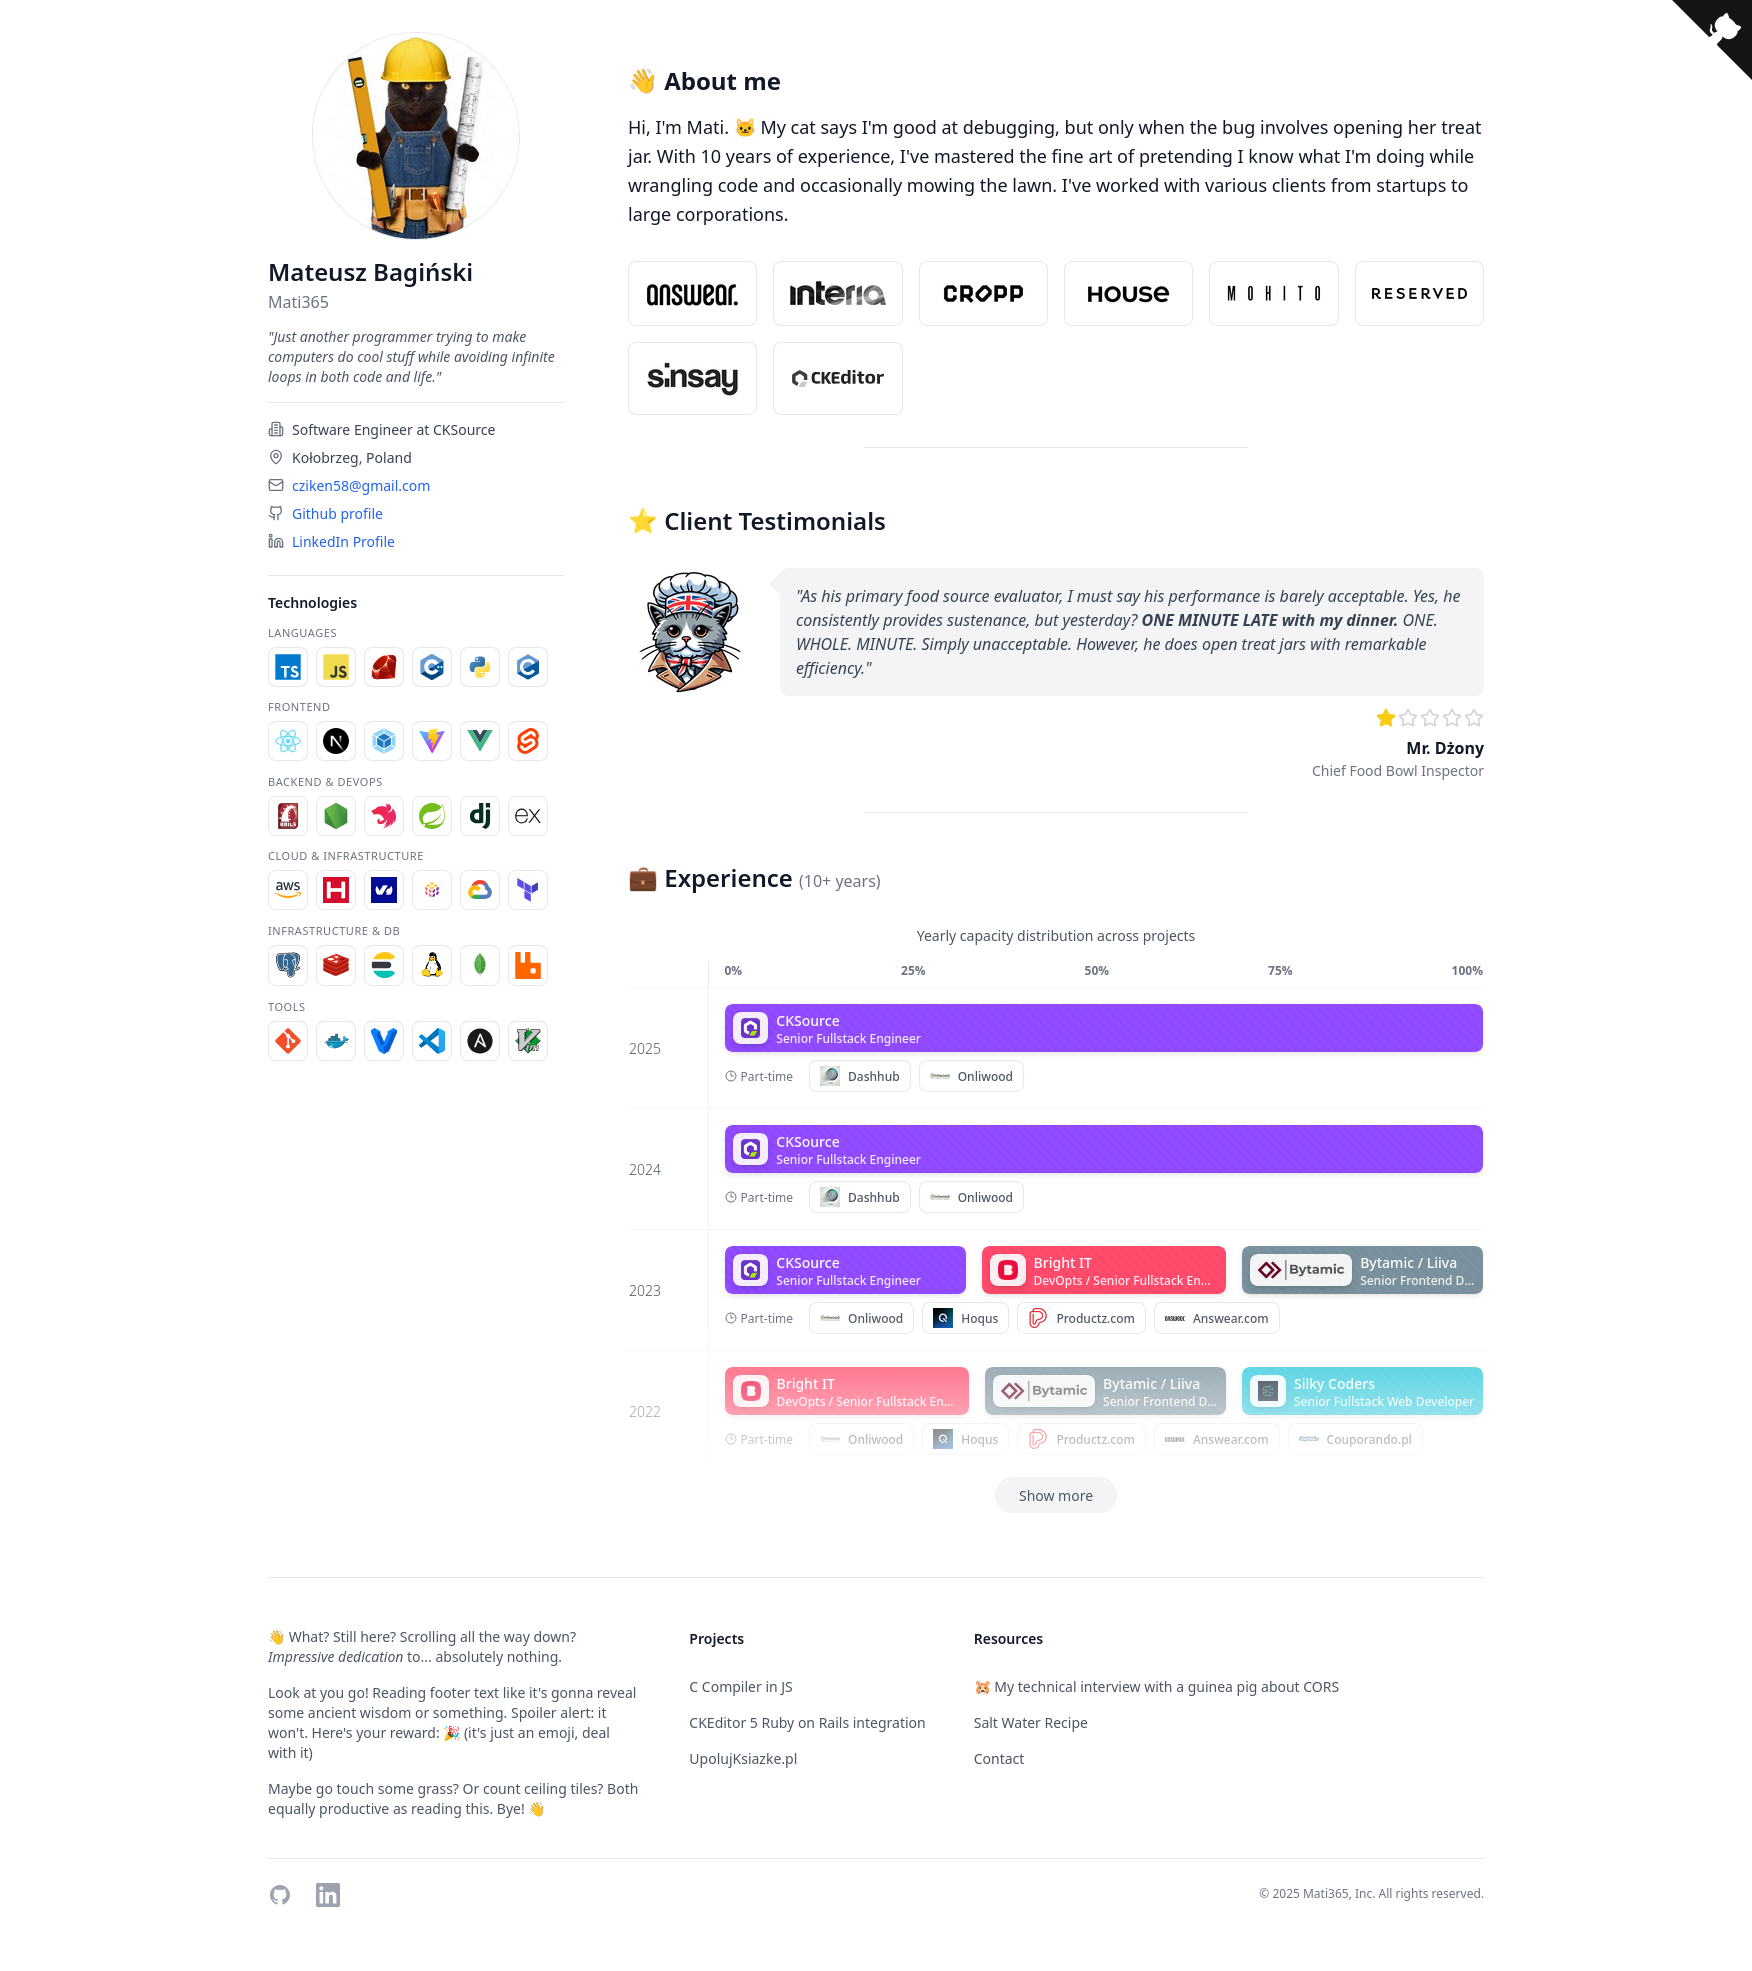 Mateusz Bagiński
Mati365
"Just another programmer trying to make
computers do cool stuff while avoiding infinite
loops in both code and life."
Software Engineer at CKSource
Kołobrzeg, Poland
cziken58@gmail.com
Github profile
LinkedIn Profile
Technologies
LANGUAGES
TS JS C++ C
FRONTEND
N
BACKEND & DEVOPS
RAILS dj ex
CLOUD & INFRASTRUCTURE
aws H
INFRASTRUCTURE & DB
TOOLS
A Vim
👋 About me
Hi, I'm Mati. 🐱 My cat says I'm good at debugging, but only when the bug involves opening her treat
jar. With 10 years of experience, I've mastered the fine art of pretending I know what I'm doing while
wrangling code and occasionally mowing the lawn. I've worked with various clients from startups to
large corporations.
answear. interia CROPP HOUSE MOHITO RESERVED
sinsay CKEditor
⭐ Client Testimonials
"As his primary food source evaluator, I must say his performance is barely acceptable. Yes, he
consistently provides sustenance, but yesterday? ONE MINUTE LATE with my dinner. ONE.
WHOLE. MINUTE. Simply unacceptable. However, he does open treat jars with remarkable
efficiency."
Mr. Dżony
Chief Food Bowl Inspector
💼 Experience (10+ years)
Yearly capacity distribution across projects
0% 25% 50% 75% 100%
2025
CKSource
Senior Fullstack Engineer
Part-time Dashhub Onliwood
2024
CKSource
Senior Fullstack Engineer
Part-time Dashhub Onliwood
2023
CKSource Bright IT Bytamic Bytamic / Liiva
Senior Fullstack Engineer DevOpts / Senior Fullstack En... Senior Frontend D...
Part-time Onliwood Hoqus Productz.com Answear.com
2022
Bright IT Bytamic Bytamic / Liiva Silky Coders
DevOpts / Senior Fullstack En... Senior Frontend D... Senior Fullstack Web Developer
Part-time Onliwood Hoqus Productz.com Answear.com Couporando.pl
Show more
👋 What? Still here? Scrolling all the way down?
Impressive dedication to... absolutely nothing.
Look at you go! Reading footer text like it's gonna reveal
some ancient wisdom or something. Spoiler alert: it
won't. Here's your reward: 🎉 (it's just an emoji, deal
with it)
Maybe go touch some grass? Or count ceiling tiles? Both
equally productive as reading this. Bye! 👋
Projects
C Compiler in JS
CKEditor 5 Ruby on Rails integration
UpolujKsiazke.pl
Resources
🐹 My technical interview with a guinea pig about CORS
Salt Water Recipe
Contact
in
© 2025 Mati365, Inc. All rights reserved.